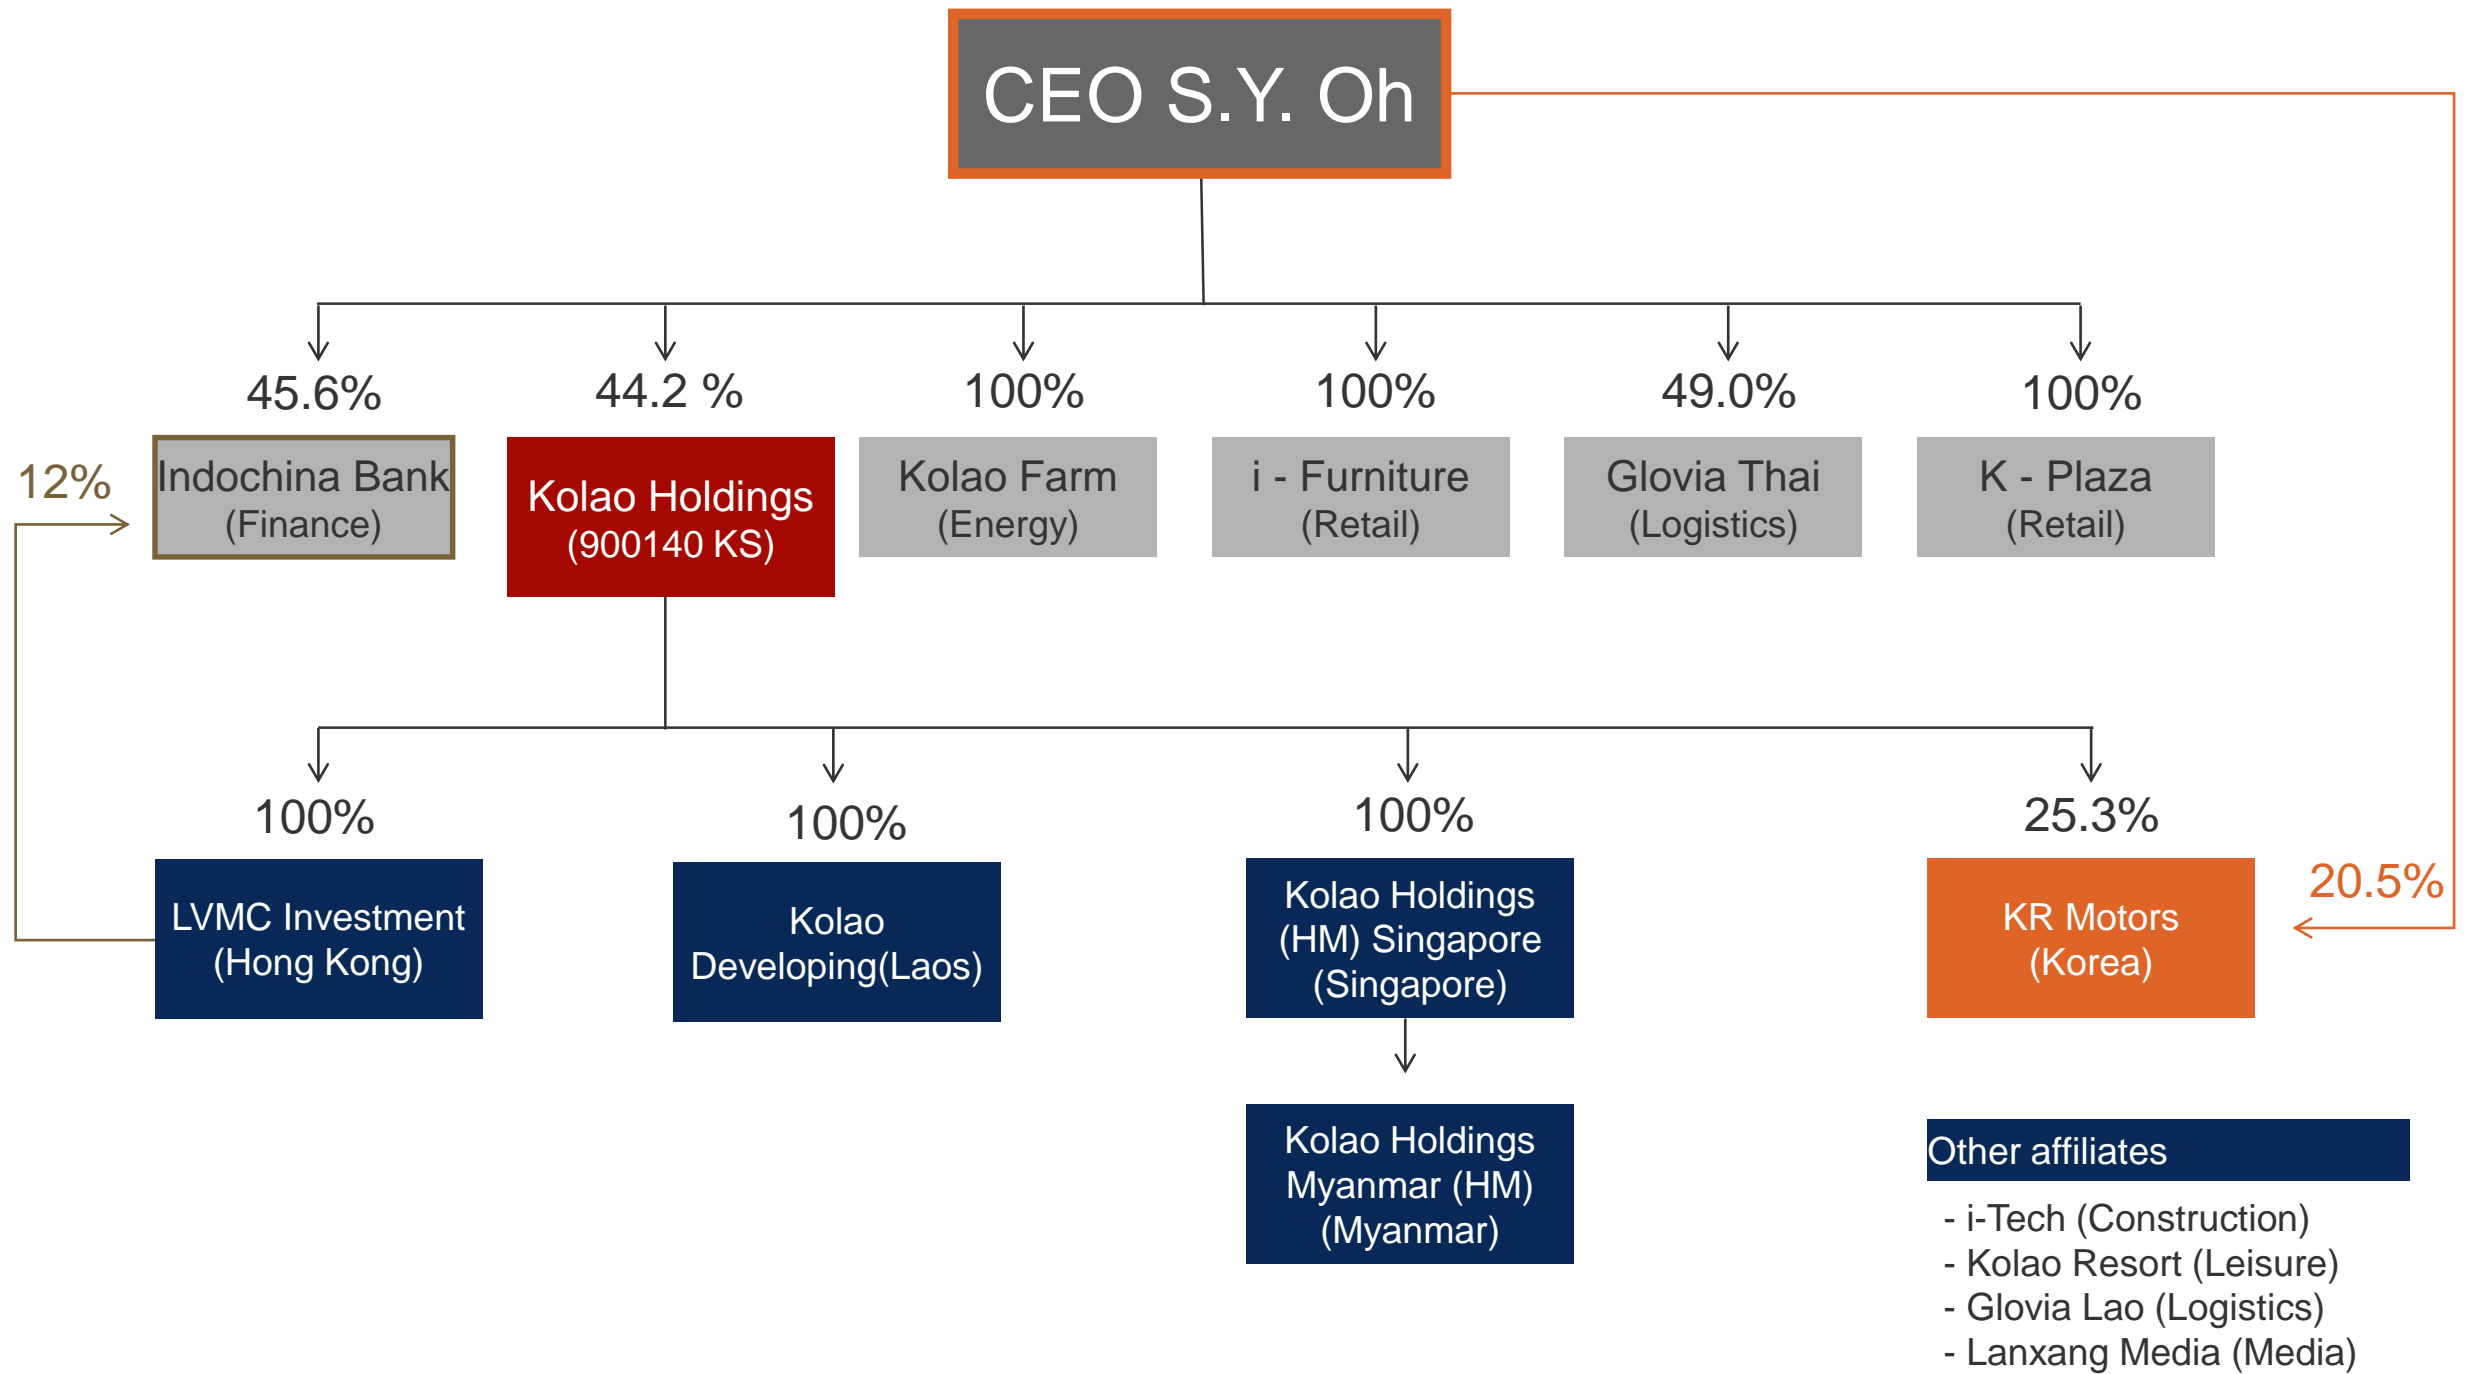 CEO S.Y. Oh
45.6%
44.2 %
100%
100%
49.0%
100%
12%
Indochina Bank
(Finance)
Kolao Holdings
(900140 KS)
Kolao Farm
(Energy)
i - Furniture
(Retail)
Glovia Thai
(Logistics)
K - Plaza
(Retail)
100%
100%
100%
25.3%
20.5%
LVMC Investment
(Hong Kong)
Kolao
Developing(Laos)
Kolao Holdings
(HM) Singapore
(Singapore)
KR Motors
(Korea)
Kolao Holdings
Myanmar (HM)
(Myanmar)
Other affiliates
- i-Tech (Construction)
- Kolao Resort (Leisure)
- Glovia Lao (Logistics)
- Lanxang Media (Media)